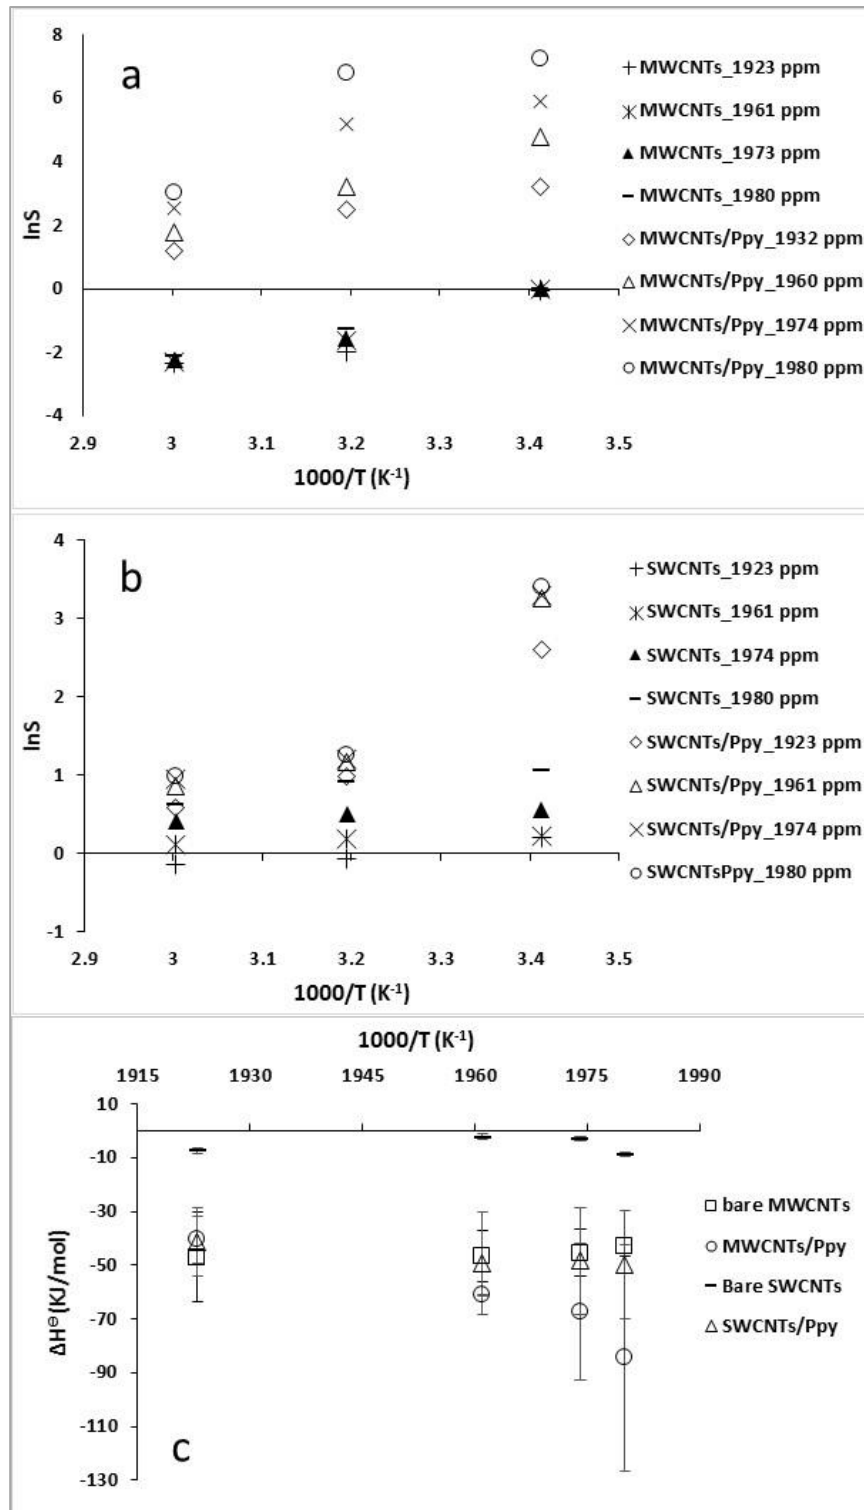 a
8
6
4
2
0
-2
-4
lnS
2.9 3 3.1 3.2 3.3 3.4 3.5
1000/T (K-1)
MWCNTs_1923 ppm
MWCNTs_1961 ppm
MWCNTs_1973 ppm
MWCNTs_1980 ppm
MWCNTs/Ppy_1932 ppm
MWCNTs/Ppy_1960 ppm
MWCNTs/Ppy_1974 ppm
MWCNTs/Ppy_1980 ppm
b
4
3
2
1
0
-1
lnS
2.9 3 3.1 3.2 3.3 3.4 3.5
1000/T (K-1)
SWCNTs_1923 ppm
SWCNTs_1961 ppm
SWCNTs_1974 ppm
SWCNTs_1980 ppm
SWCNTs/Ppy_1923 ppm
SWCNTs/Ppy_1961 ppm
SWCNTs/Ppy_1974 ppm
SWCNTsPpy_1980 ppm
1000/T (K-1)
1915 1930 1945 1960 1975 1990
10
-10
-30
-50
-70
-90
-110
-130
ΔH⊖ (KJ/mol)
bare MWCNTs
MWCNTs/Ppy
Bare SWCNTs
SWCNTs/Ppy
c